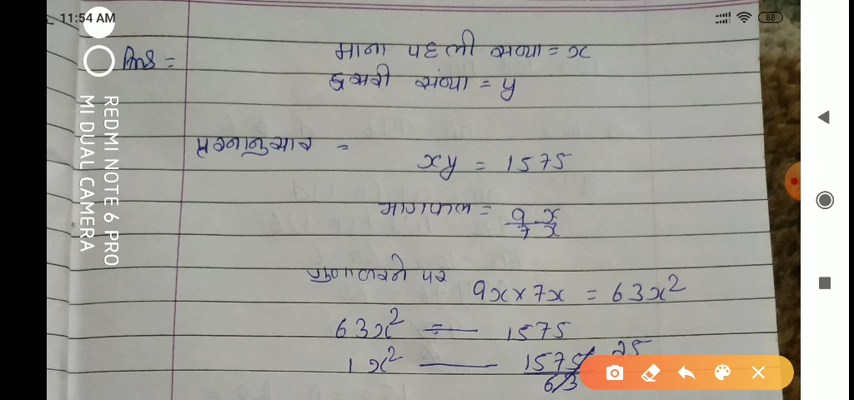 11:54 AM
88
Ans =
माना पहली संख्या = x
दूसरी संख्या = y
प्रश्नानुसार =
xy = 1575
भागफल = 9x/7x
गुणा करने पर
9x × 7x = 63x²
63x² = 1575
1x² — 1575/63 25
REDMI NOTE 6 PRO
MI DUAL CAMERA